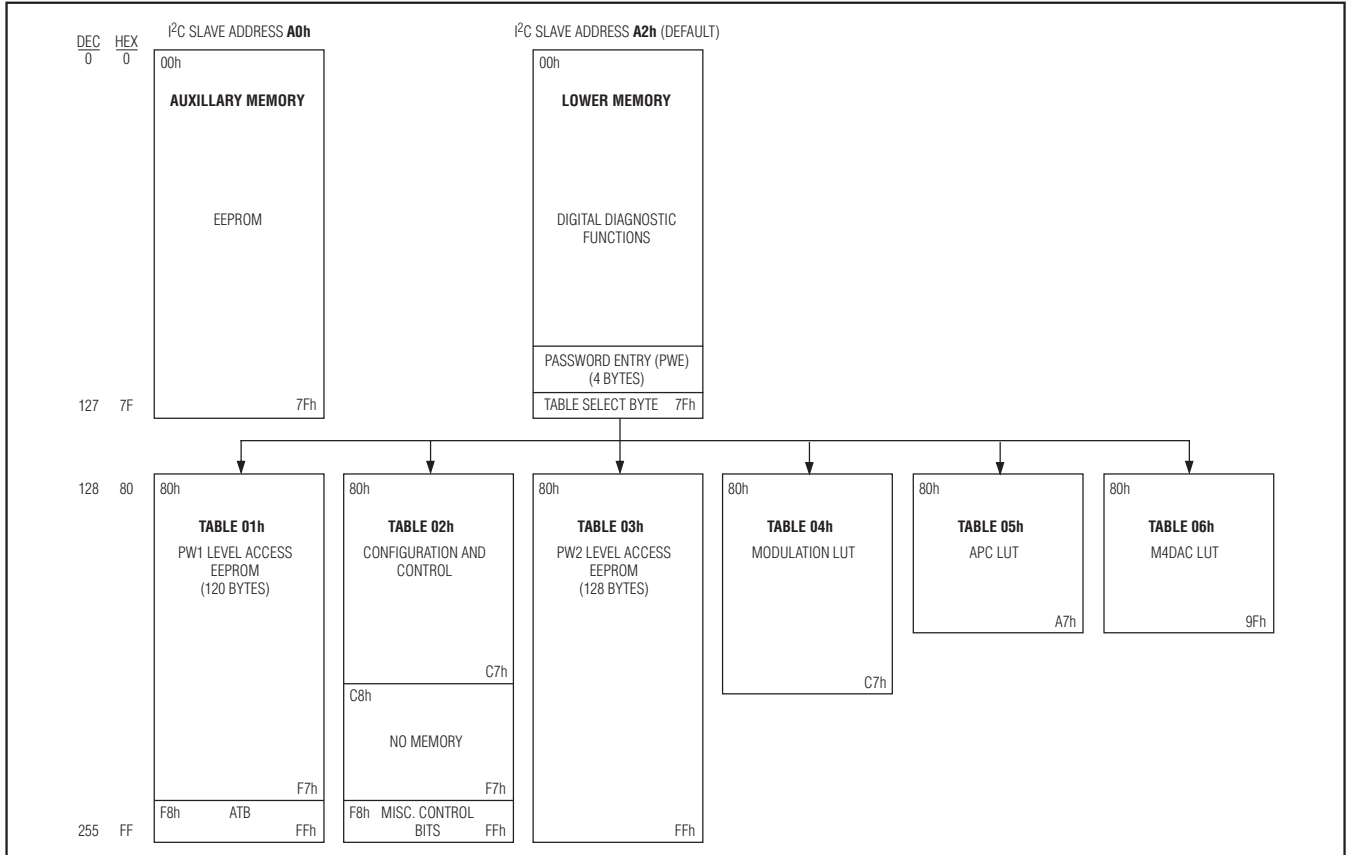 DEC HEX
0 0
I2C SLAVE ADDRESS A0h
00h
AUXILLARY MEMORY
EEPROM
7Fh
127 7F
I2C SLAVE ADDRESS A2h (DEFAULT)
00h
LOWER MEMORY
DIGITAL DIAGNOSTIC
FUNCTIONS
PASSWORD ENTRY (PWE)
(4 BYTES)
TABLE SELECT BYTE 7Fh
128 80
80h
TABLE 01h
PW1 LEVEL ACCESS
EEPROM
(120 BYTES)
F7h
F8h ATB
FFh
80h
TABLE 02h
CONFIGURATION AND
CONTROL
C7h
C8h
NO MEMORY
F7h
F8h MISC. CONTROL
BITS FFh
80h
TABLE 03h
PW2 LEVEL ACCESS
EEPROM
(128 BYTES)
FFh
80h
TABLE 04h
MODULATION LUT
C7h
80h
TABLE 05h
APC LUT
A7h
80h
TABLE 06h
M4DAC LUT
9Fh
255 FF